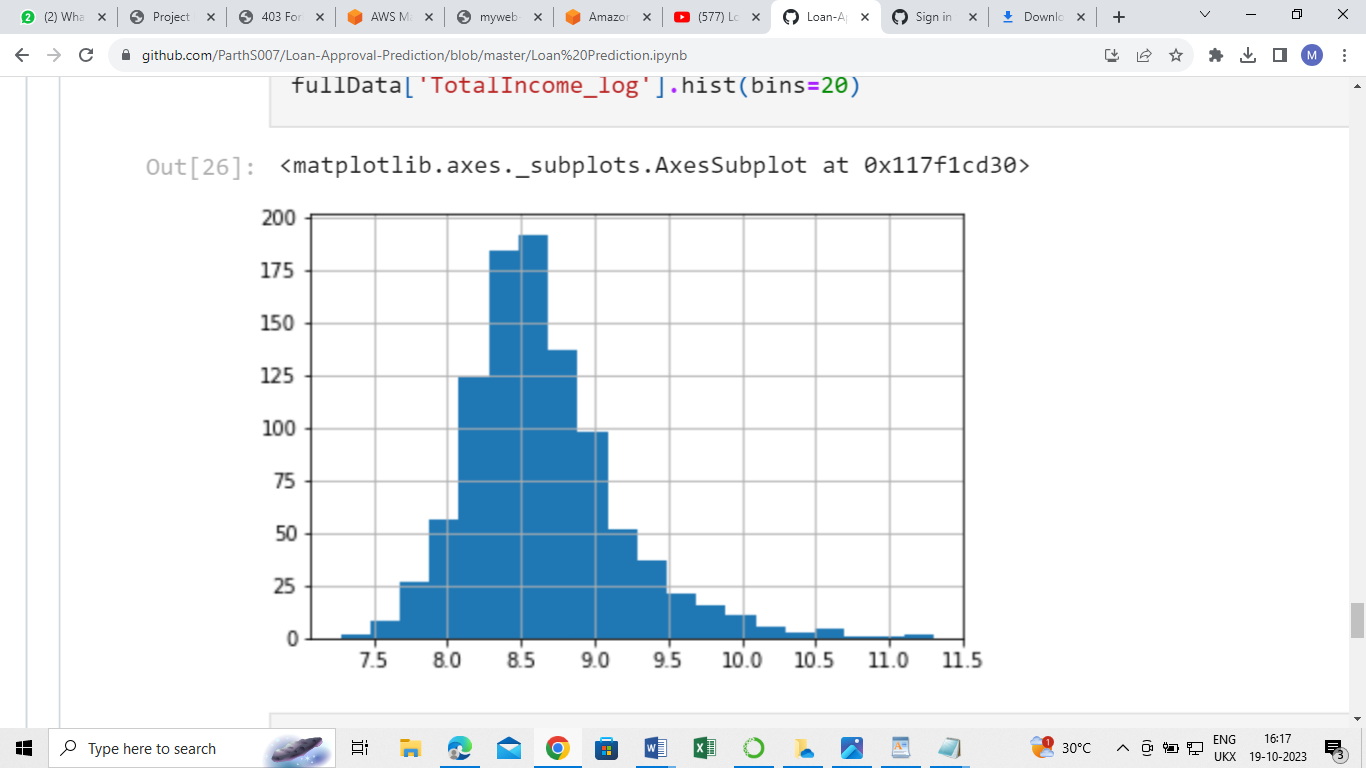 (2) Wha
Project
403 For
AWS Ma
myweb-
Amazon
(577) Lo
Loan-Ap
Sign in
Downlo
github.com/ParthS007/Loan-Approval-Prediction/blob/master/Loan%20Prediction.ipynb
M
fullData['TotalIncome_log'].hist(bins=20)
Out[26]: <matplotlib.axes._subplots.AxesSubplot at 0x117f1cd30>
200
175
150
125
100
75
50
25
0
7.5 8.0 8.5 9.0 9.5 10.0 10.5 11.0 11.5
Type here to search
1
30°C
ENG
UKX
16:17
19-10-2023
3